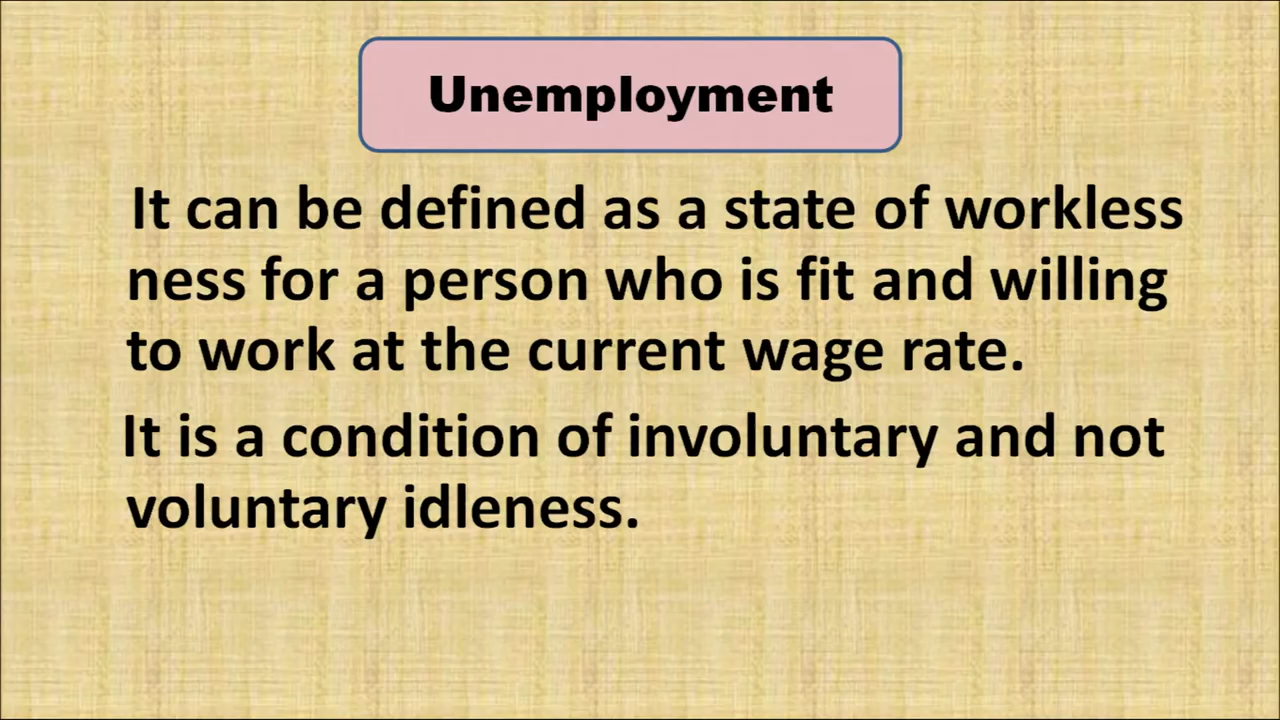 Unemployment
It can be defined as a state of workless
ness for a person who is fit and willing
to work at the current wage rate.
It is a condition of involuntary and not
voluntary idleness.